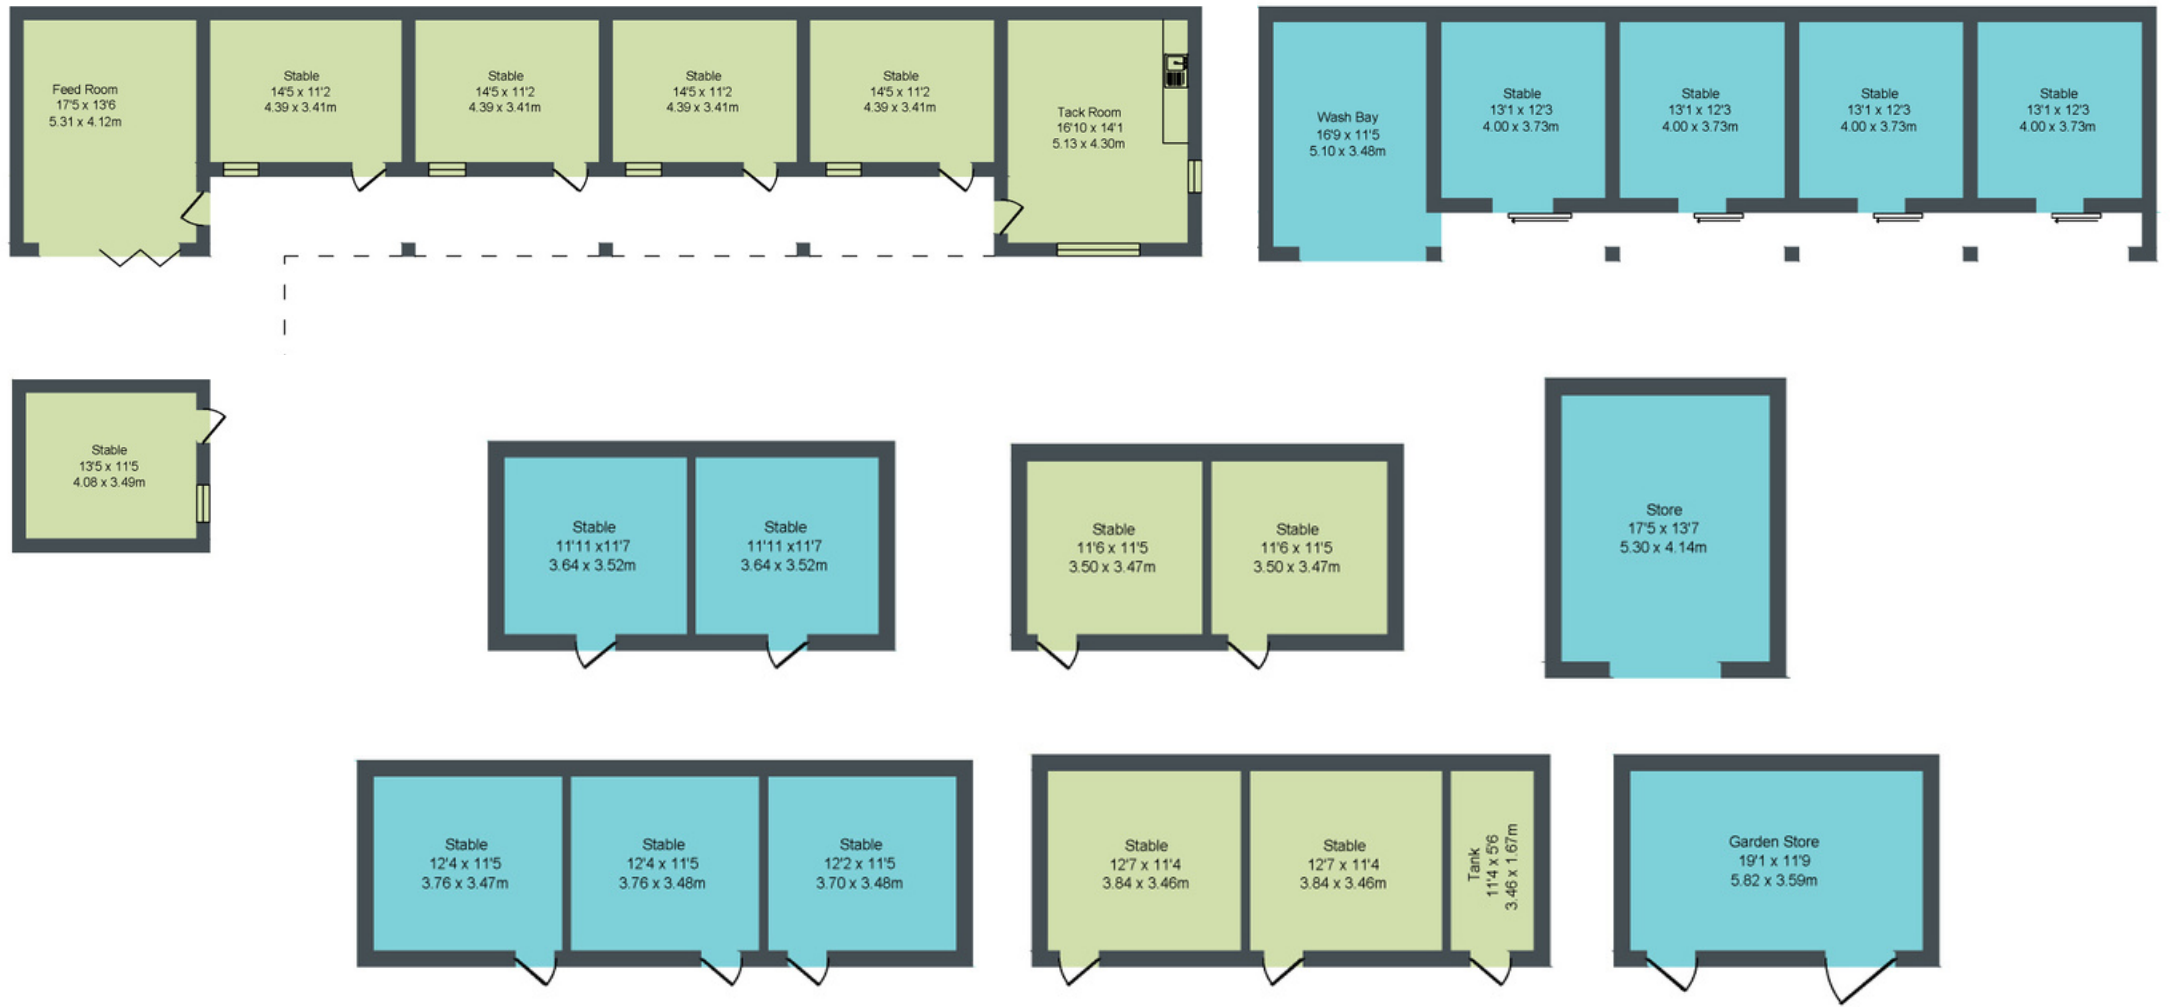 Feed Room
17'5 x 13'6
5.31 x 4.12m
Stable
14'5 x 11'2
4.39 x 3.41m
Stable
14'5 x 11'2
4.39 x 3.41m
Stable
14'5 x 11'2
4.39 x 3.41m
Stable
14'5 x 11'2
4.39 x 3.41m
Tack Room
16'10 x 14'1
5.13 x 4.30m
Wash Bay
16'9 x 11'5
5.10 x 3.48m
Stable
13'1 x 12'3
4.00 x 3.73m
Stable
13'1 x 12'3
4.00 x 3.73m
Stable
13'1 x 12'3
4.00 x 3.73m
Stable
13'1 x 12'3
4.00 x 3.73m
Stable
13'5 x 11'5
4.08 x 3.49m
Stable
11'11 x11'7
3.64 x 3.52m
Stable
11'11 x11'7
3.64 x 3.52m
Stable
11'6 x 11'5
3.50 x 3.47m
Stable
11'6 x 11'5
3.50 x 3.47m
Store
17'5 x 13'7
5.30 x 4.14m
Stable
12'4 x 11'5
3.76 x 3.47m
Stable
12'4 x 11'5
3.76 x 3.48m
Stable
12'2 x 11'5
3.70 x 3.48m
Stable
12'7 x 11'4
3.84 x 3.46m
Stable
12'7 x 11'4
3.84 x 3.46m
Tank
11'4 x 5'6
3.46 x 1.67m
Garden Store
19'1 x 11'9
5.82 x 3.59m